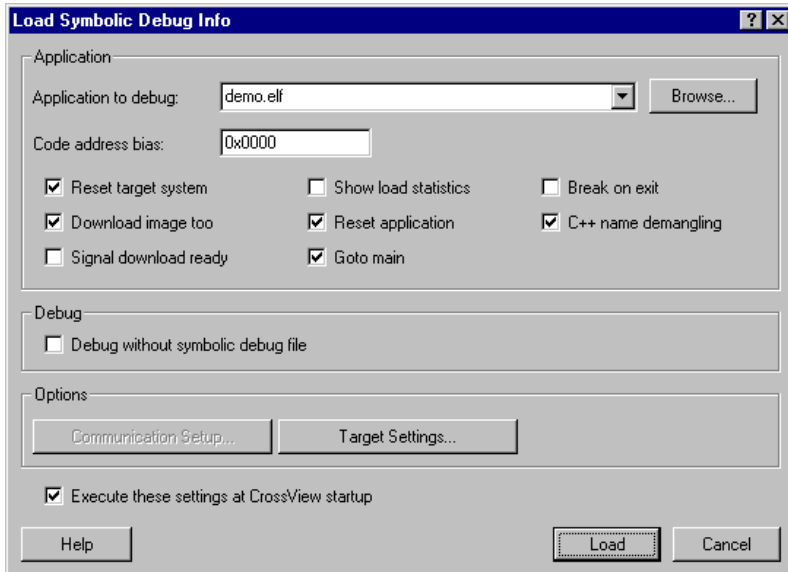 Load Symbolic Debug Info
Application
Application to debug: demo.elf Browse...
Code address bias: 0x0000
Reset target system Show load statistics Break on exit
Download image too Reset application C++ name demangling
Signal download ready Goto main
Debug
Debug without symbolic debug file
Options
Communication Setup... Target Settings...
Execute these settings at CrossView startup
Help Load Cancel